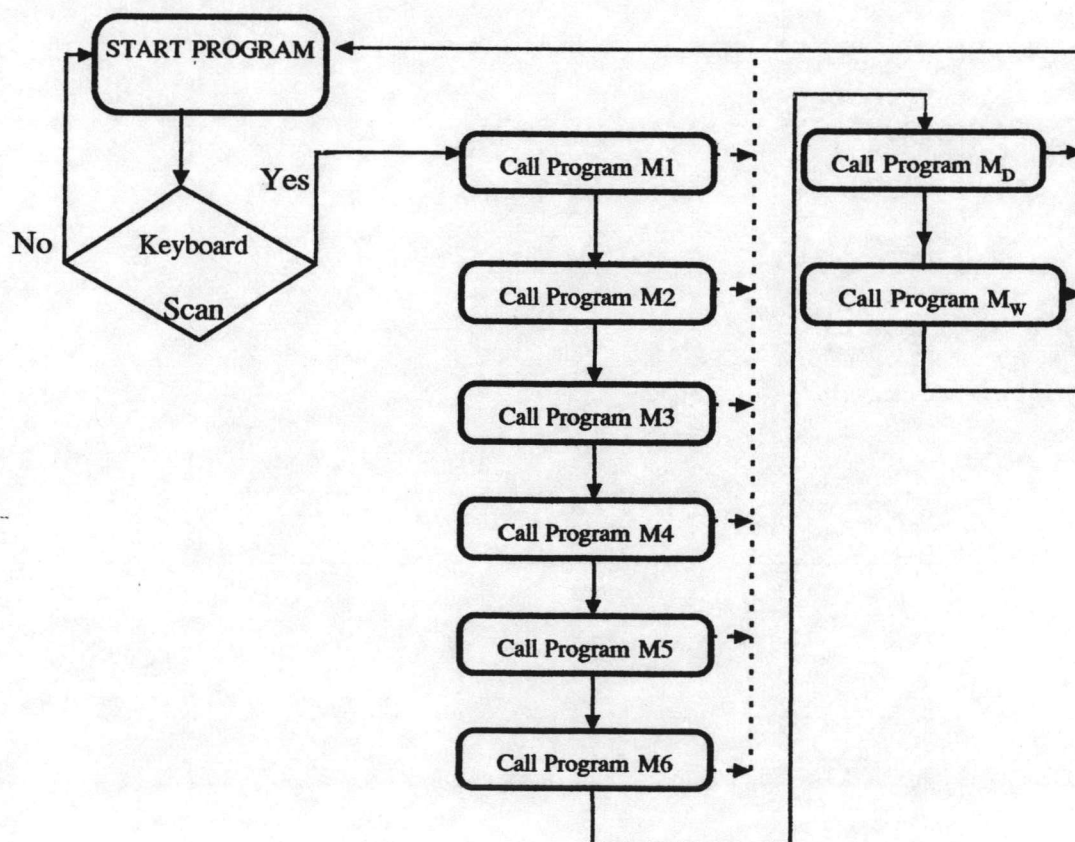 START PROGRAM
Yes
No
Keyboard
Scan
Call Program M1
Call Program M2
Call Program M3
Call Program M4
Call Program M5
Call Program M6
Call Program M_D
Call Program M_W